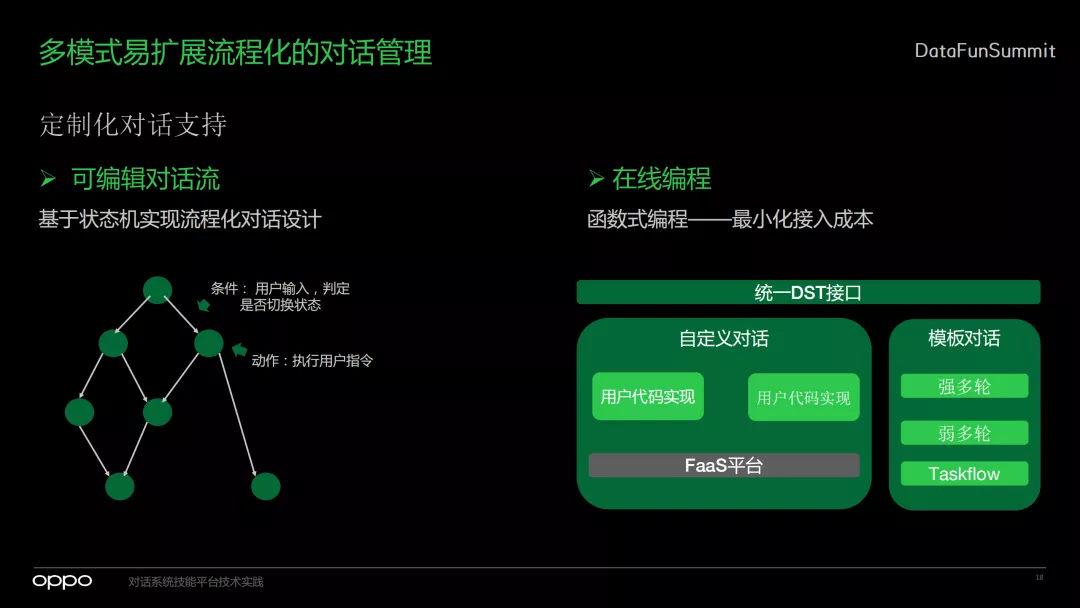 多模式易扩展流程化的对话管理
DataFunSummit
定制化对话支持
➢ 可编辑对话流
基于状态机实现流程化对话设计
条件： 用户输入，判定
是否切换状态
动作：执行用户指令
➢ 在线编程
函数式编程——最小化接入成本
统一DST接口
自定义对话
用户代码实现
用户代码实现
FaaS平台
模板对话
强多轮
弱多轮
Taskflow
oppo
对话系统技能平台技术实践
18